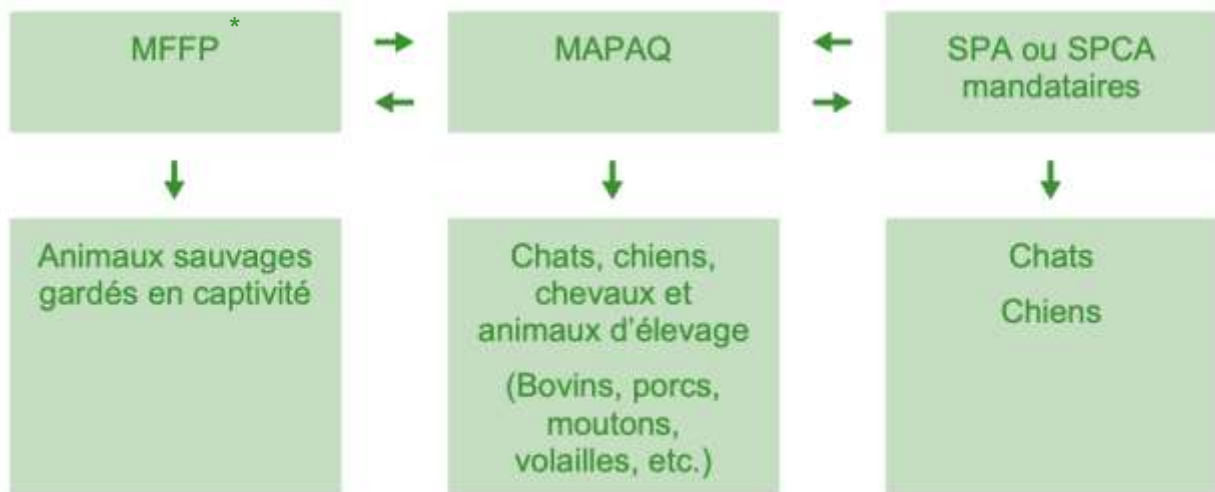 MFFP *
MAPAQ
SPA ou SPCA
mandataires
Animaux sauvages
gardés en captivité
Chats, chiens,
chevaux et
animaux d'élevage
(Bovins, porcs,
moutons,
volailles, etc.)
Chats
Chiens